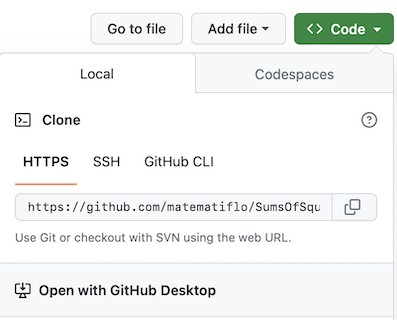 Go to file Add file Code
Local Codespaces
Clone
HTTPS SSH GitHub CLI
https://github.com/matematiflo/SumsOfSqu
Use Git or checkout with SVN using the web URL.
Open with GitHub Desktop